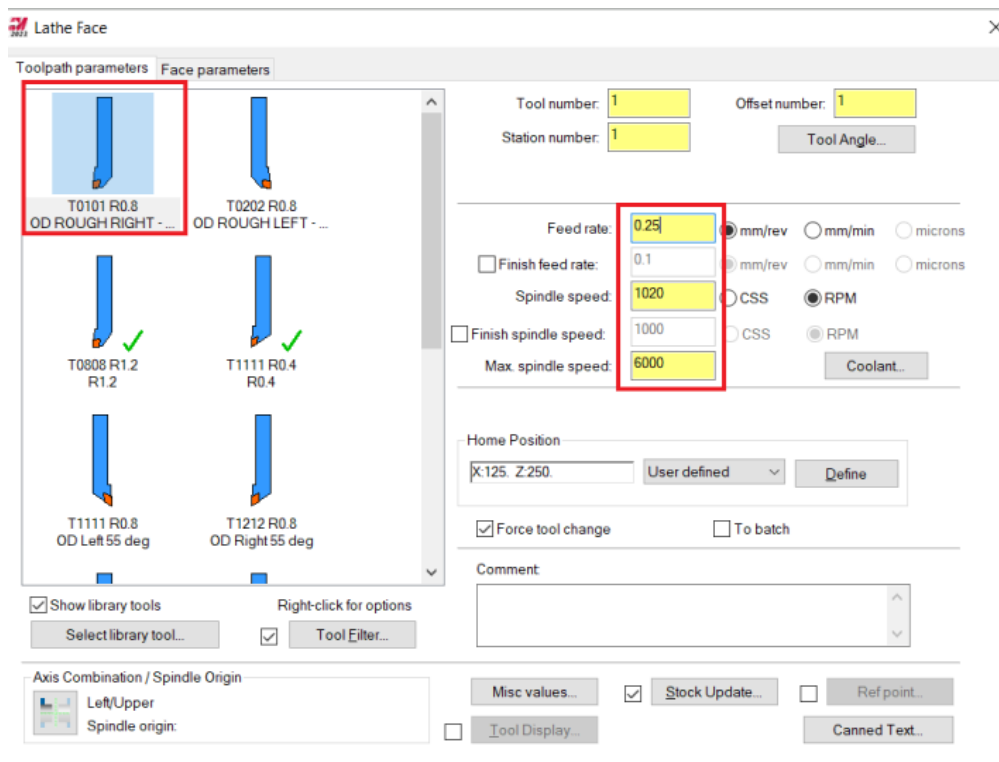 2023 Lathe Face
Toolpath parameters Face parameters
T0101 R0.8
OD ROUGH RIGHT - ...
T0202 R0.8
OD ROUGH LEFT - ...
T0808 R1.2
R1.2
T1111 R0.4
R0.4
T1111 R0.8
OD Left 55 deg
T1212 R0.8
OD Right 55 deg
Show library tools
Right-click for options
Select library tool...
Tool Filter...
Axis Combination / Spindle Origin
Left/Upper
Spindle origin:
Tool number: 1 Offset number: 1
Station number: 1 Tool Angle...
Feed rate: 0.25 mm/rev mm/min microns
Finish feed rate: 0.1 mm/rev mm/min microns
Spindle speed: 1020 CSS RPM
Finish spindle speed: 1000 CSS RPM
Max. spindle speed: 6000 Coolant...
Home Position
X:125. Z:250. User defined Define
Force tool change To batch
Comment:
Misc values... Stock Update... Ref point...
Tool Display... Canned Text...